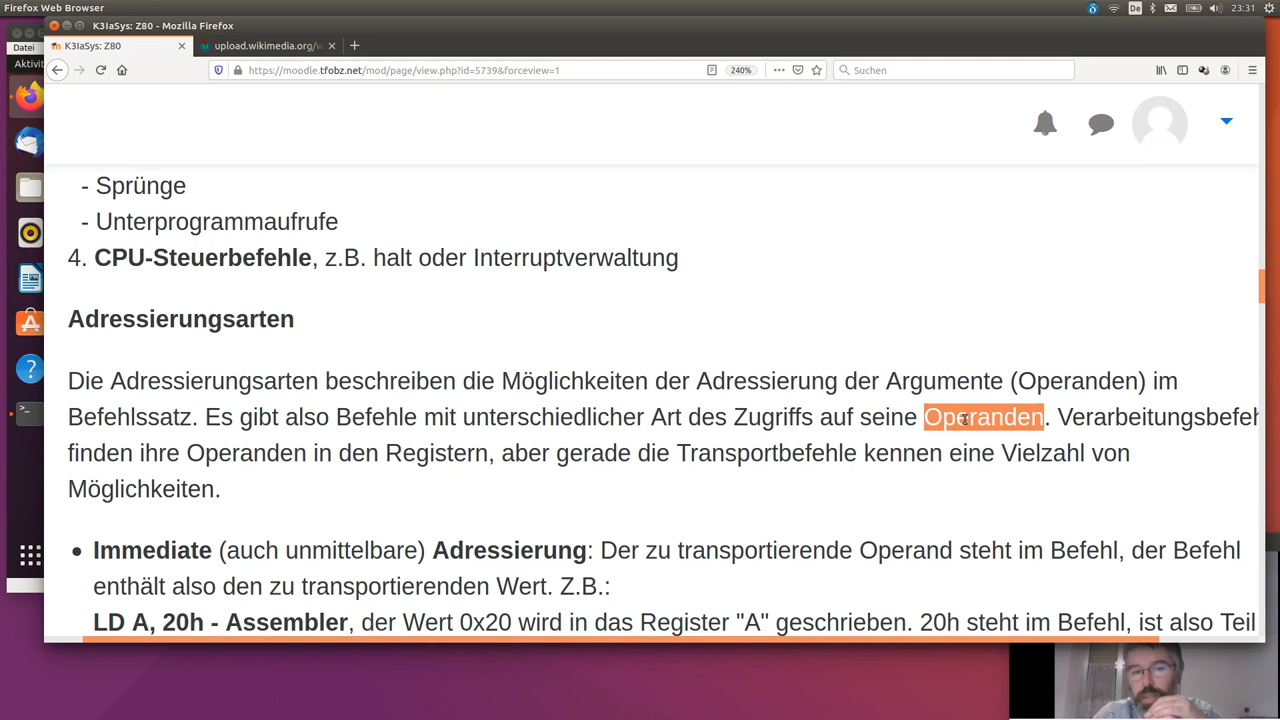 Firefox Web Browser
De
23:31
K3IaSys: Z80 - Mozilla Firefox
Datei
K3IaSys: Z80
upload.wikimedia.org/w
Aktivit
https://moodle.tfobz.net/mod/page/view.php?id=5739&forceview=1
240%
Suchen
- Sprünge
- Unterprogrammaufrufe
4. CPU-Steuerbefehle, z.B. halt oder Interruptverwaltung
Adressierungsarten
Die Adressierungsarten beschreiben die Möglichkeiten der Adressierung der Argumente (Operanden) im
Befehlssatz. Es gibt also Befehle mit unterschiedlicher Art des Zugriffs auf seine Operanden. Verarbeitungsbefeh
finden ihre Operanden in den Registern, aber gerade die Transportbefehle kennen eine Vielzahl von
Möglichkeiten.
• Immediate (auch unmittelbare) Adressierung: Der zu transportierende Operand steht im Befehl, der Befehl
enthält also den zu transportierenden Wert. Z.B.:
LD A, 20h - Assembler, der Wert 0x20 wird in das Register "A" geschrieben. 20h steht im Befehl, ist also Teil